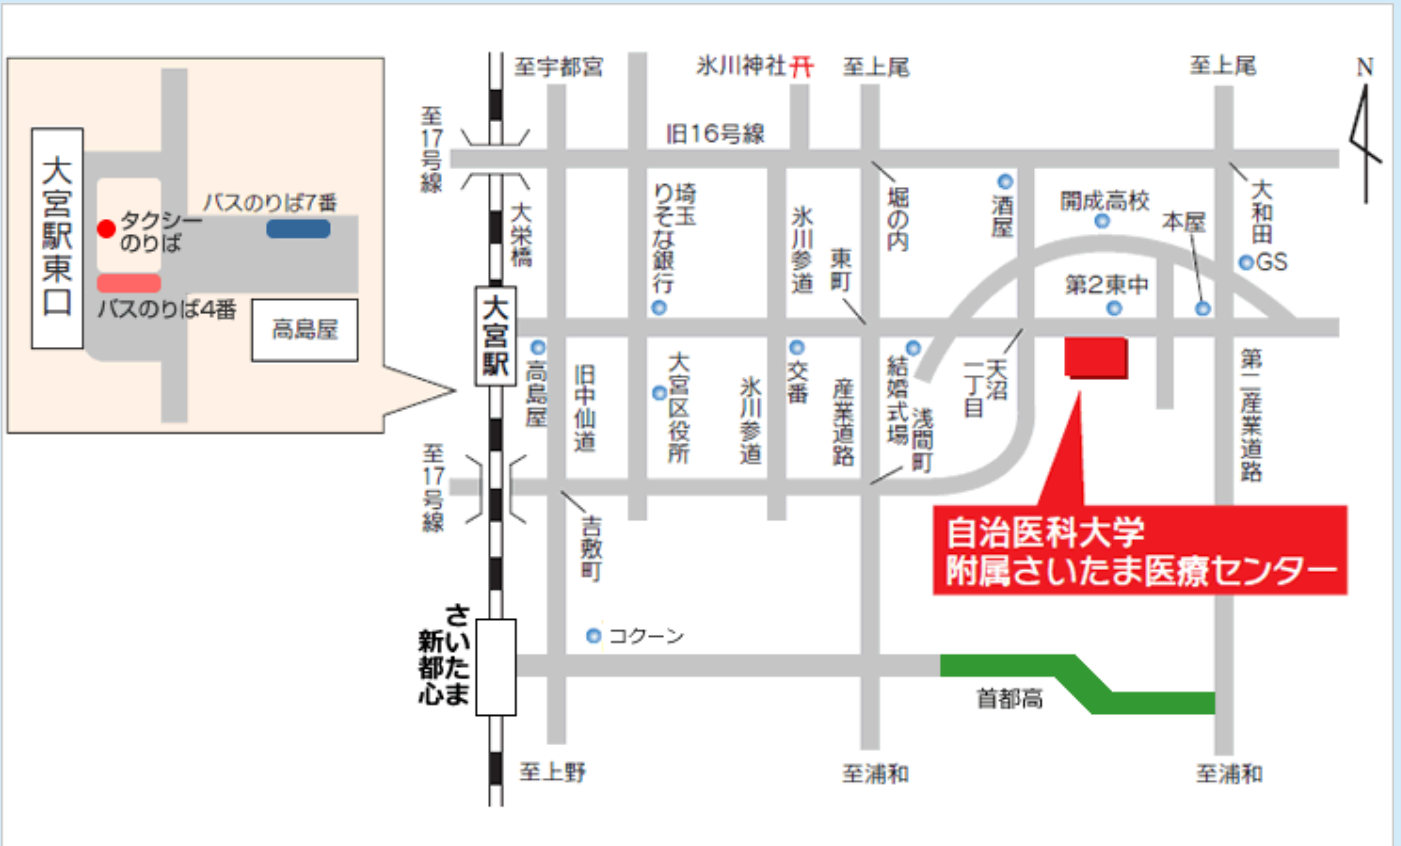 大宮駅東口
タクシー
のりば
バスのりば7番
バスのりば4番
高島屋
至宇都宮
氷川神社
至上尾
至上尾
N
至17号線
旧16号線
大栄橋
埼玉
りそな銀行
氷川参道
堀の内
東町
酒屋
開成高校
本屋
大和田
GS
第2東中
大宮駅
高島屋
旧中仙道
大宮区役所
氷川参道
交番
産業道路
結婚式場
浅間町
天沼
一丁目
第二産業道路
至17号線
吉敷町
自治医科大学
附属さいたま医療センター
さいたま
新都心
コクーン
首都高
至上野
至浦和
至浦和